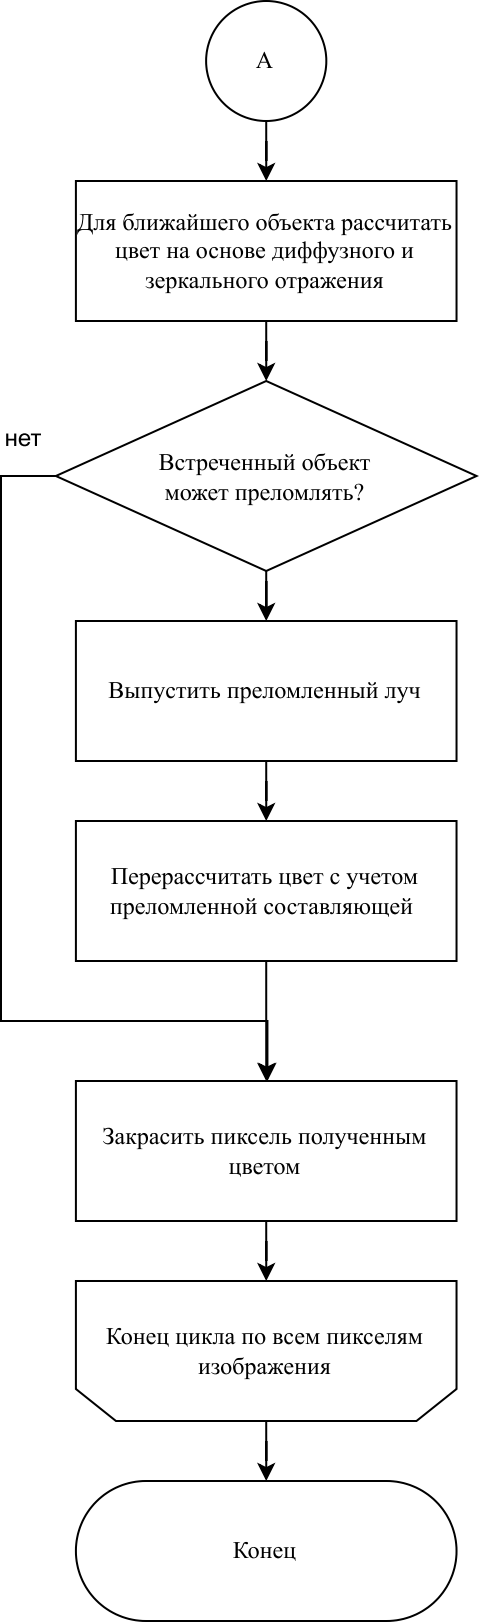 А
Для ближайшего объекта рассчитать
цвет на основе диффузного и
зеркального отражения
нет
Встреченный объект
может преломлять?
Выпустить преломленный луч
Перерассчитать цвет с учетом
преломленной составляющей
Закрасить пиксель полученным
цветом
Конец цикла по всем пикселям
изображения
Конец